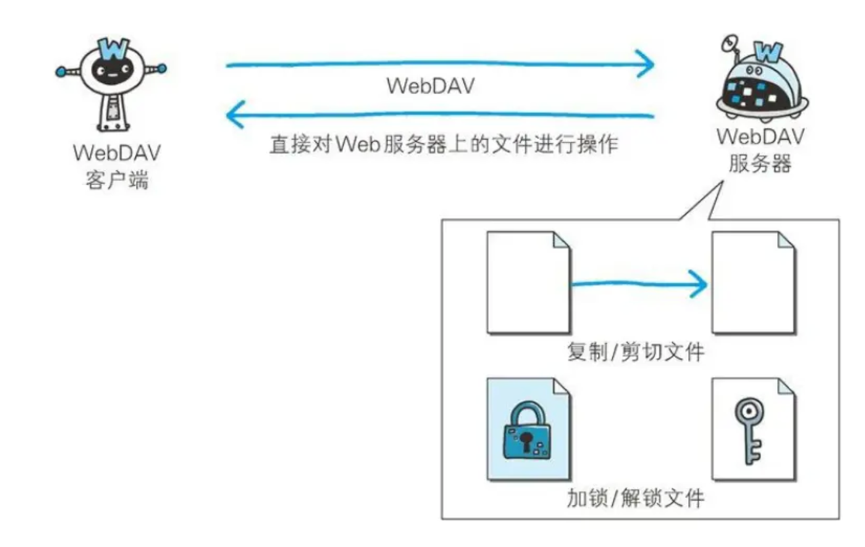 W
W
WebDAV
直接对Web服务器上的文件进行操作
WebDAV
客户端
WebDAV
服务器
复制/剪切文件
加锁/解锁文件